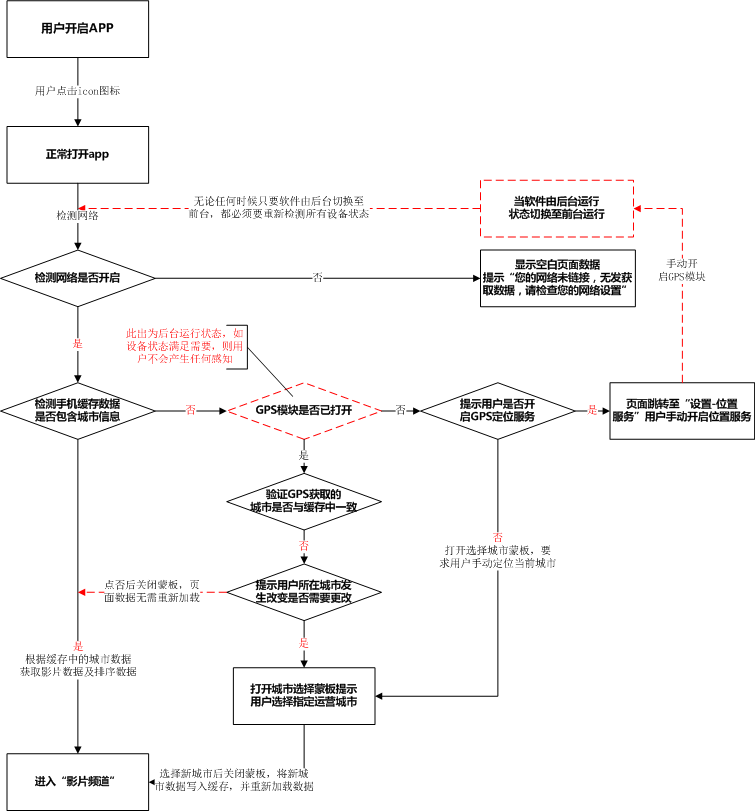 用户开启APP
用户点击icon图标
正常打开app
无论任何时候只要软件由后台切换至
前台，都必须要重新检测所有设备状态
当软件由后台运行
状态切换至前台运行
检测网络
检测网络是否开启
否
显示空白页面数据
提示“您的网络未链接，无发获
取数据，请检查您的网络设置”
手动开
启GPS模块
是
此出为后台运行状态，如
设备状态满足需要，则用
户不会产生任何感知
检测手机缓存数据
是否包含城市信息
否
GPS模块是否已打开
否
提示用户是否开
启GPS定位服务
是
页面跳转至“设置-位置
服务”用户手动开启位置服务
是
验证GPS获取的
城市是否与缓存中一致
否
否
打开选择城市蒙板，要
求用户手动定位当前城市
点否后关闭蒙板，页
面数据无需重新加载
提示用户所在城市发
生改变是否需要更改
是
是
根据缓存中的城市数据
获取影片数据及排序数据
打开城市选择蒙板提示
用户选择指定运营城市
进入“影片频道”
选择新城市后关闭蒙板，将新城
市数据写入缓存，并重新加载数据